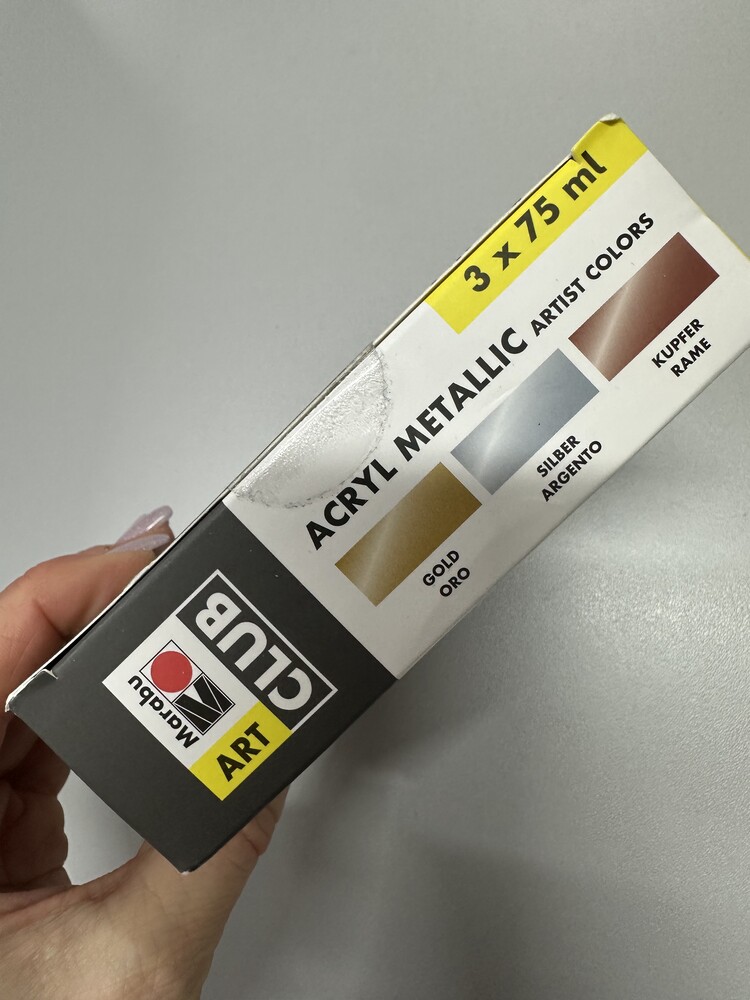 3 x 75 ml
ACRYL METALLIC ARTIST COLORS
GOLD
ORO
SILBER
ARGENTO
KUPFER
RAME
Marabu
ART
CLUB